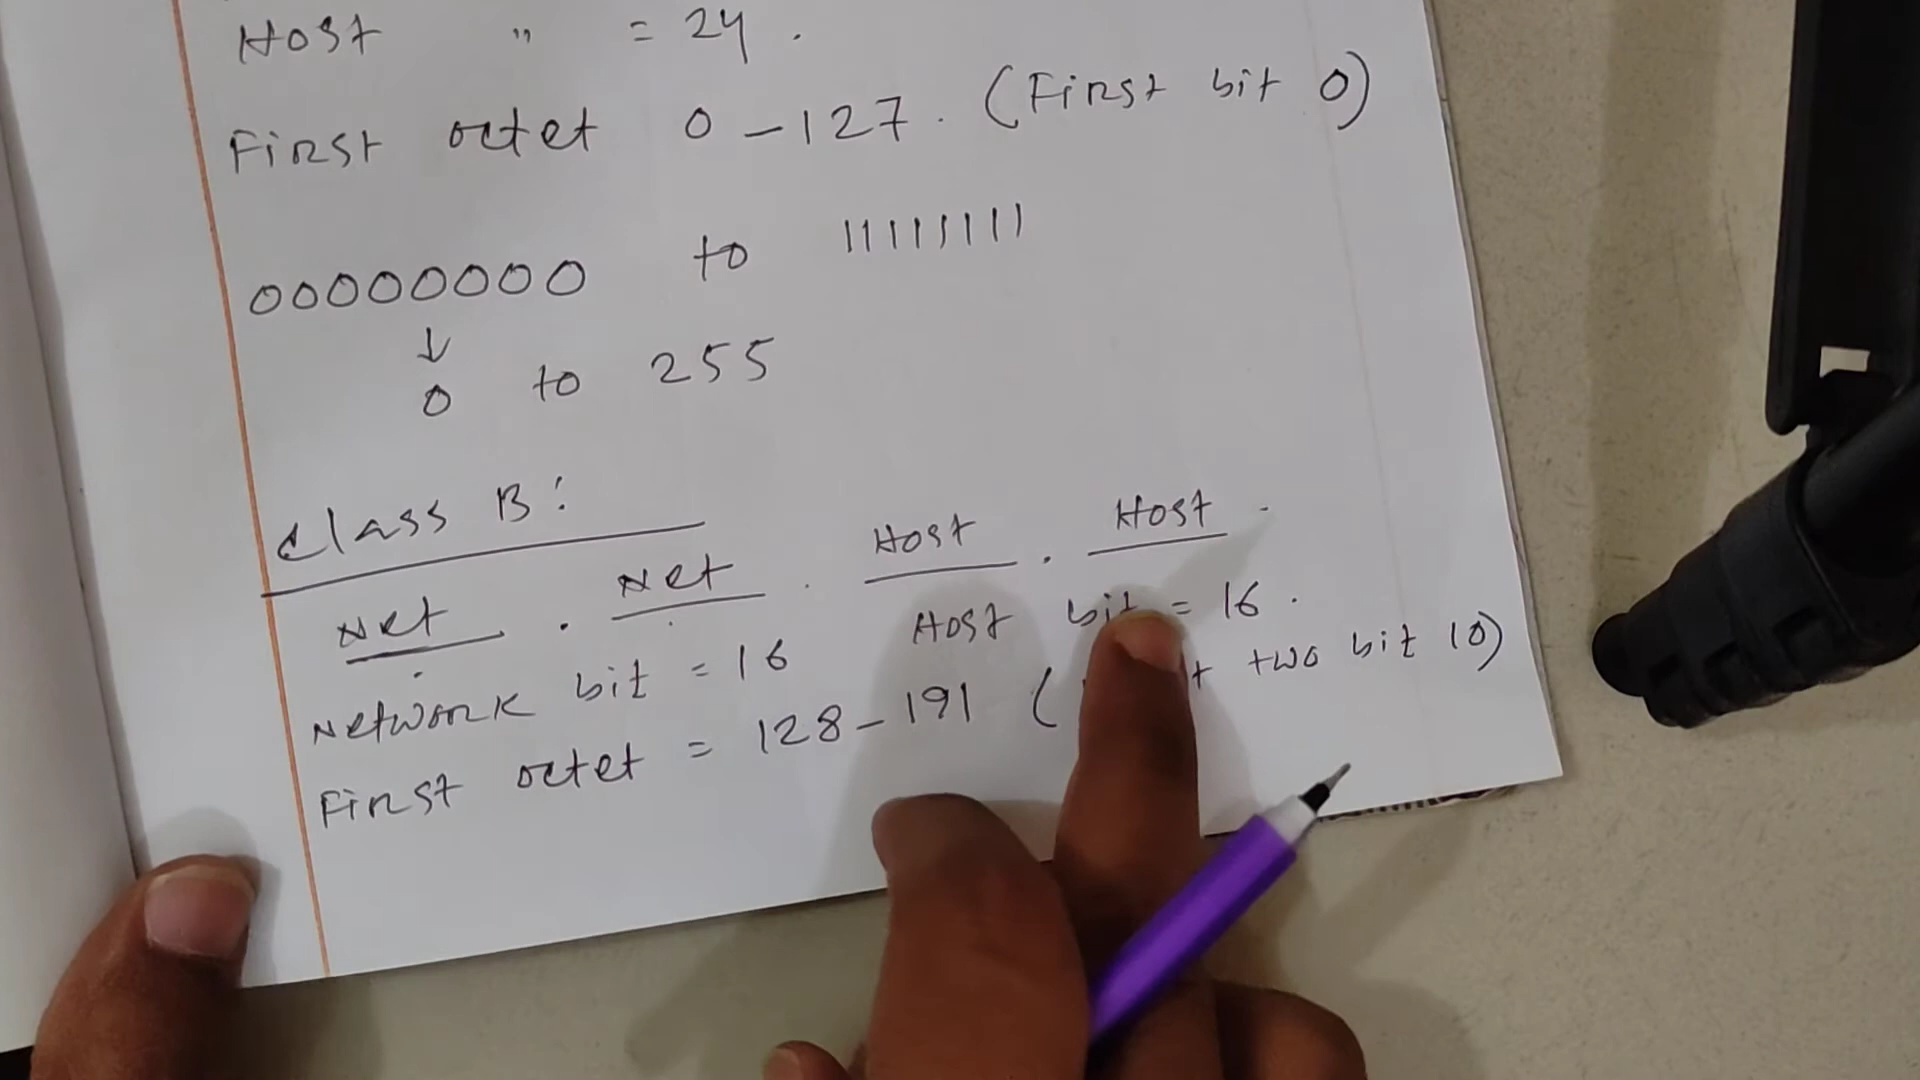 Host " = 24.
First octet 0-127. (First bit 0)
00000000 to 11111111
↓
0 to 255
Class B:
Net . Net . Host . Host .
Network bit = 16 Host bit = 16.
First octet = 128-191 ( two bit 10)